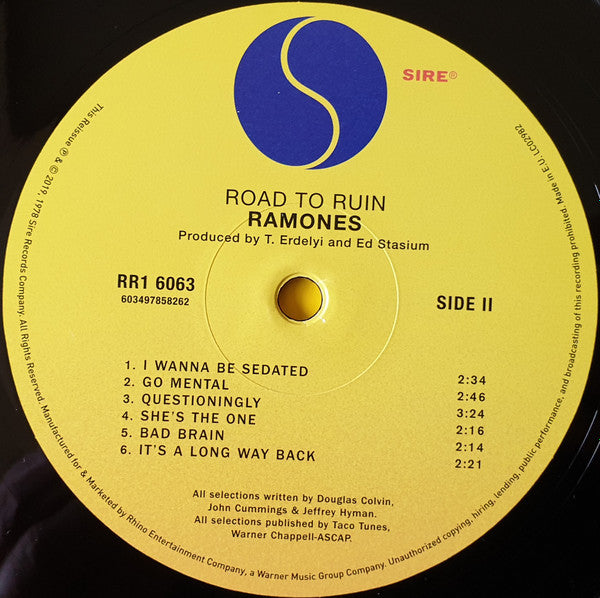 SIRE®
ROAD TO RUIN
RAMONES
Produced by T. Erdelyi and Ed Stasium
RR1 6063
603497858262
SIDE II
1. I WANNA BE SEDATED 2:34
2. GO MENTAL 2:46
3. QUESTIONINGLY 3:24
4. SHE'S THE ONE 2:16
5. BAD BRAIN 2:14
6. IT'S A LONG WAY BACK 2:21
All selections written by Douglas Colvin,
John Cummings & Jeffrey Hyman.
All selections published by Taco Tunes,
Warner Chappell-ASCAP.
This Reissue ℗ & © 2019, 1978 Sire Records Company. All Rights Reserved. Manufactured for & Marketed by Rhino Entertainment Company, a Warner Music Group Company. Unauthorized copying, hiring, lending, public performance, and broadcasting of this recording prohibited. Made in E.U. LC02982